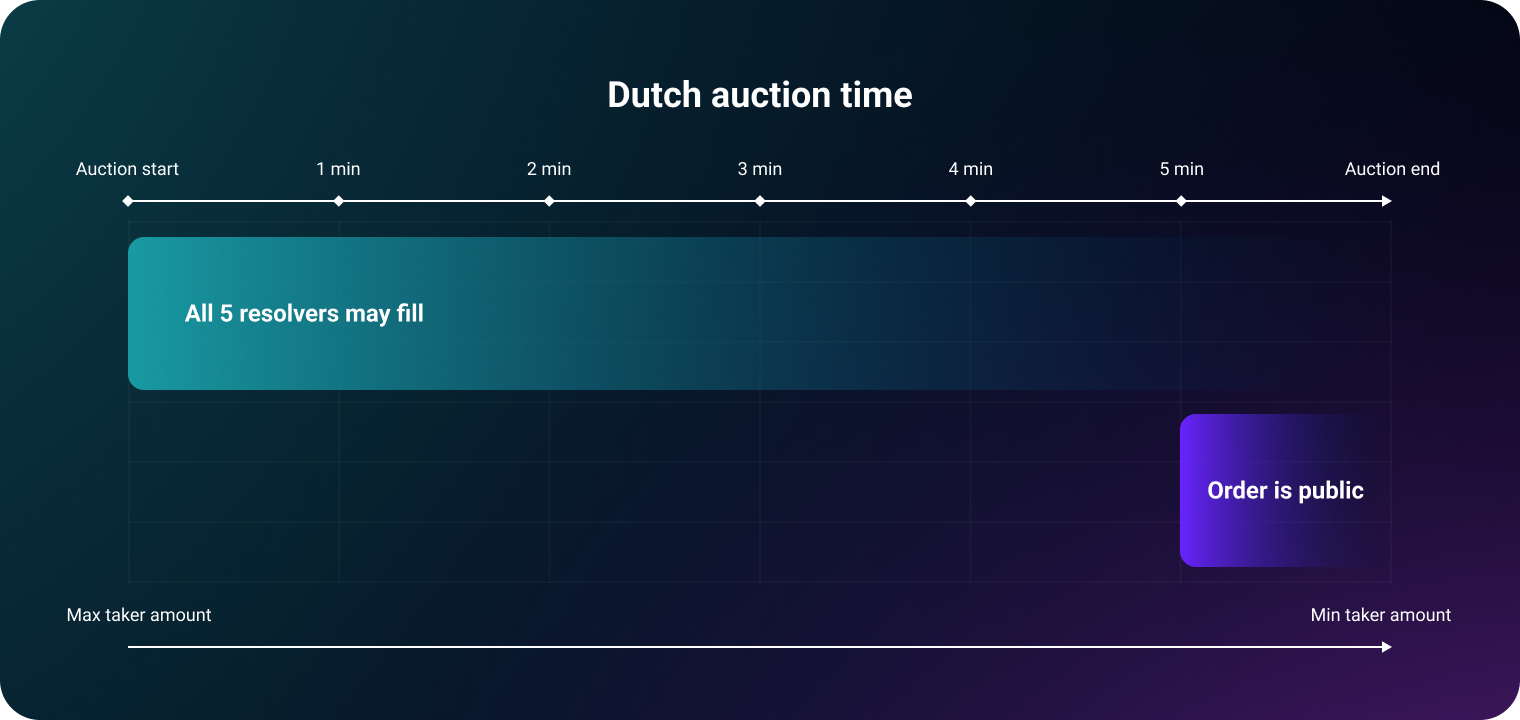 Dutch auction time
Auction start
1 min
2 min
3 min
4 min
5 min
Auction end
All 5 resolvers may fill
Order is public
Max taker amount
Min taker amount